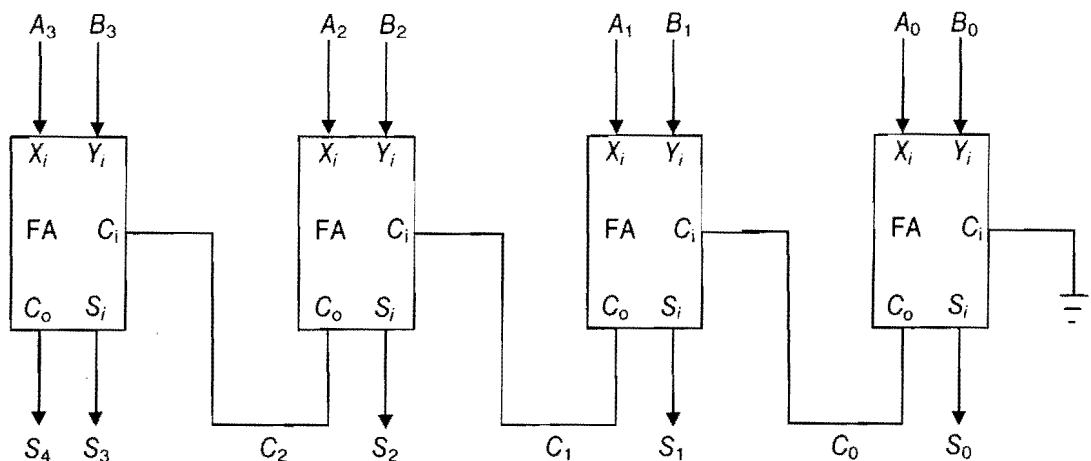 A₃ B₃ A₂ B₂ A₁ B₁ A₀ B₀
Xᵢ Yᵢ Xᵢ Yᵢ Xᵢ Yᵢ Xᵢ Yᵢ
FA Cᵢ FA Cᵢ FA Cᵢ FA Cᵢ
Cₒ Sᵢ Cₒ Sᵢ Cₒ Sᵢ Cₒ Sᵢ
S₄ S₃ C₂ S₂ C₁ S₁ C₀ S₀